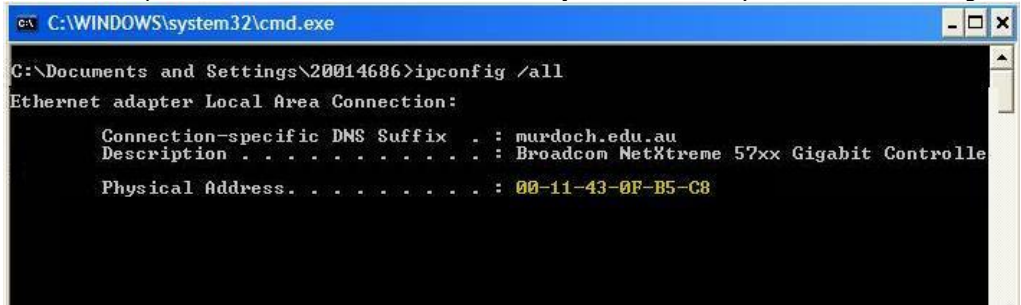 C:\WINDOWS\system32\cmd.exe
C:\Documents and Settings\20014686>ipconfig /all
Ethernet adapter Local Area Connection:
Connection-specific DNS Suffix . : murdoch.edu.au
Description . . . . . . . . . . . : Broadcom NetXtreme 57xx Gigabit Controlle
Physical Address. . . . . . . . . : 00-11-43-0F-B5-C8